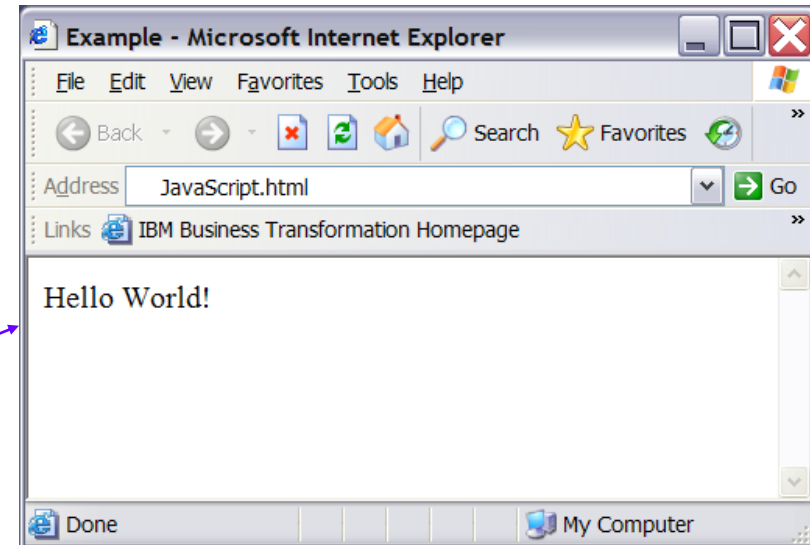 Example - Microsoft Internet Explorer
File Edit View Favorites Tools Help
Back Search Favorites »
Address JavaScript.html Go
Links IBM Business Transformation Homepage »
Hello World!
Done My Computer